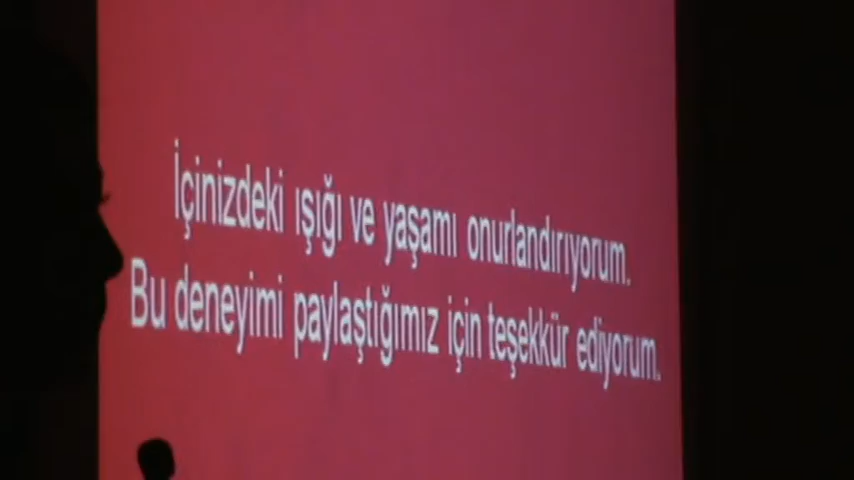 İçinizdeki ışığı ve yaşamı onurlandırıyorum.
Bu deneyimi paylaştığımız için teşekkür ediyorum.